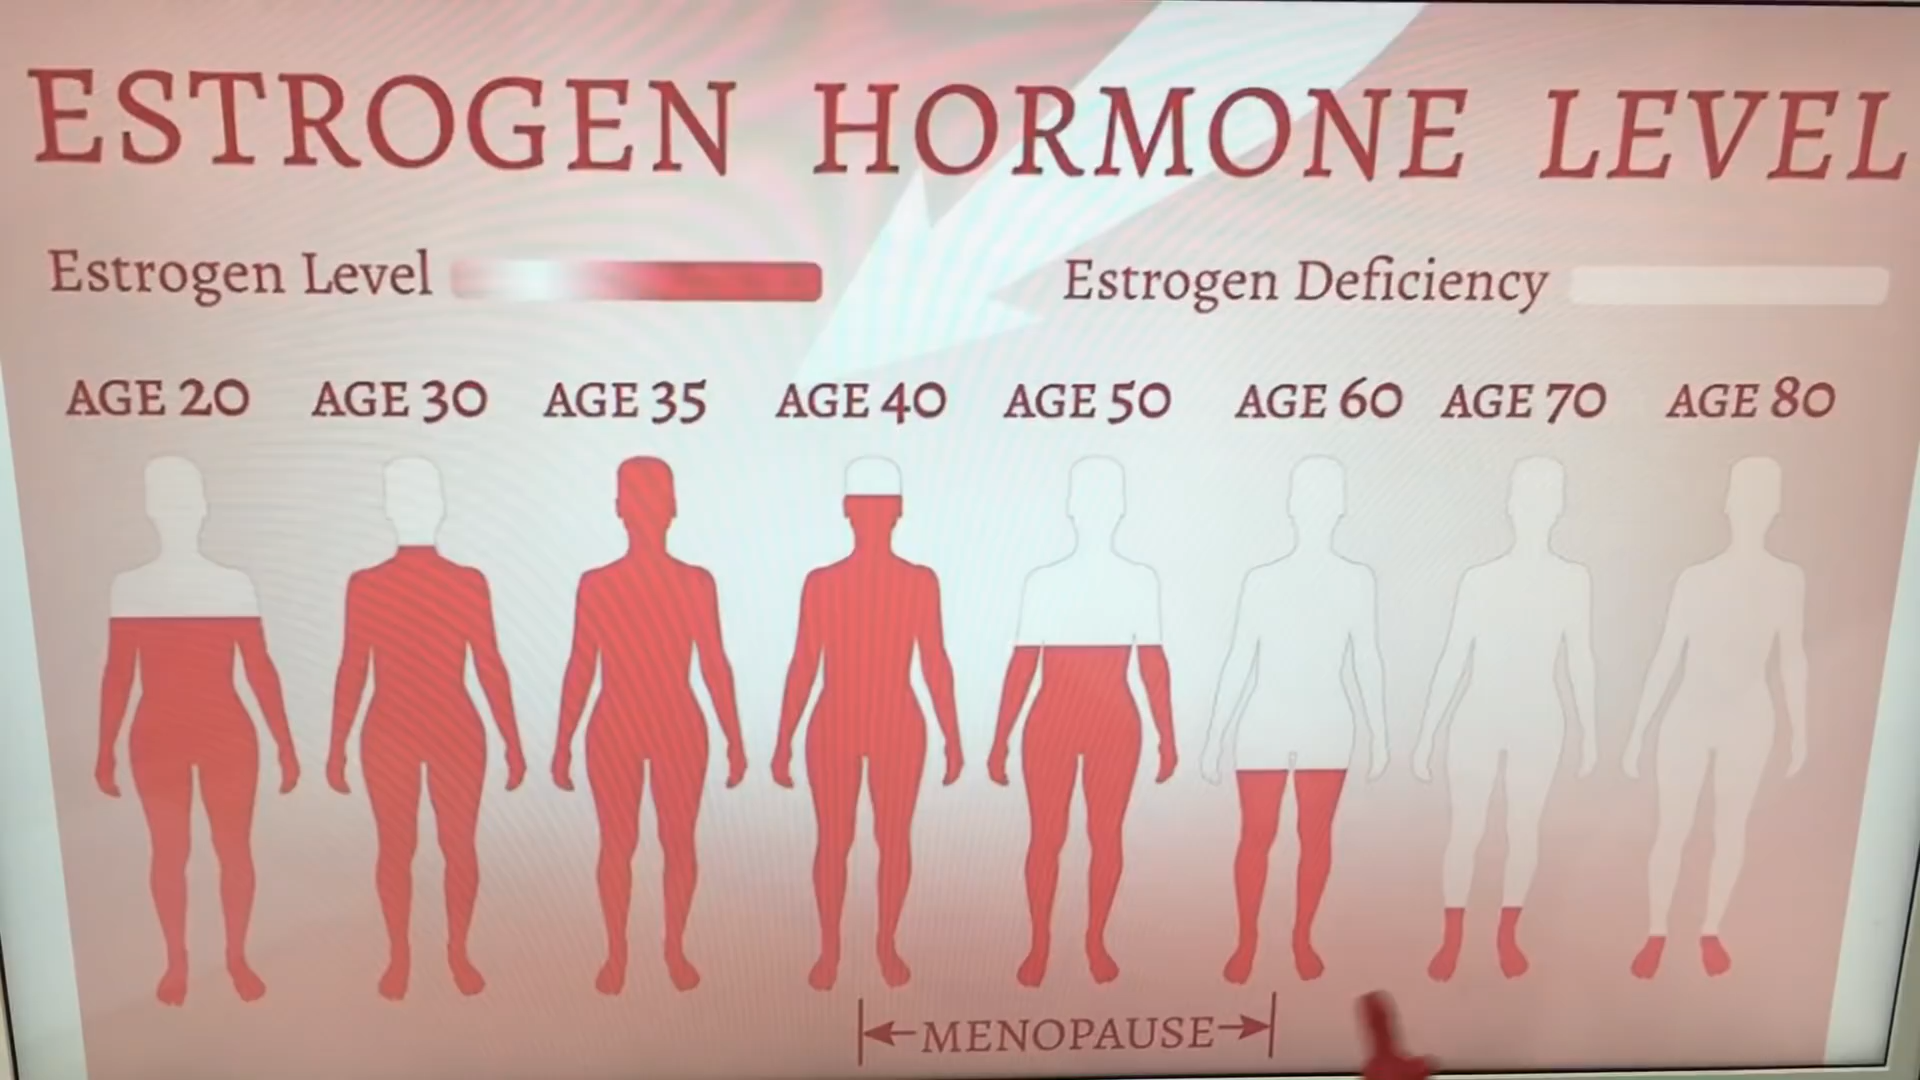 ESTROGEN HORMONE LEVEL
Estrogen Level
Estrogen Deficiency
AGE 20 AGE 30 AGE 35 AGE 40 AGE 50 AGE 60 AGE 70 AGE 80
MENOPAUSE